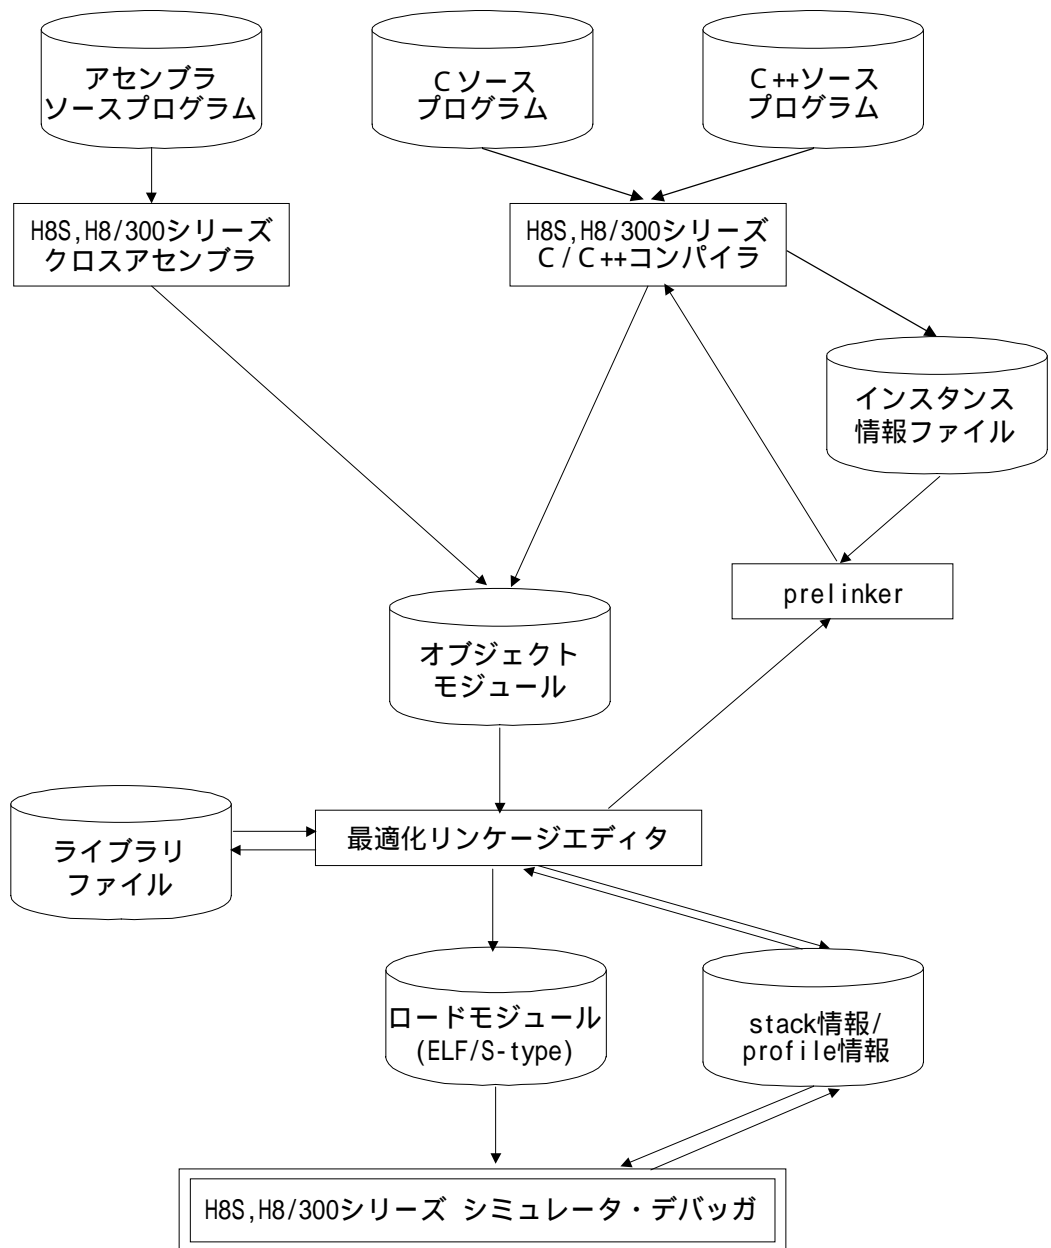 アセンブラ
ソースプログラム
Cソース
プログラム
C++ソース
プログラム
H8S,H8/300シリーズ
クロスアセンブラ
H8S,H8/300シリーズ
C/C++コンパイラ
インスタンス
情報ファイル
prelinker
オブジェクト
モジュール
最適化リンケージエディタ
ライブラリ
ファイル
ロードモジュール
(ELF/S-type)
stack情報/
profile情報
H8S,H8/300シリーズ シミュレータ・デバッガ